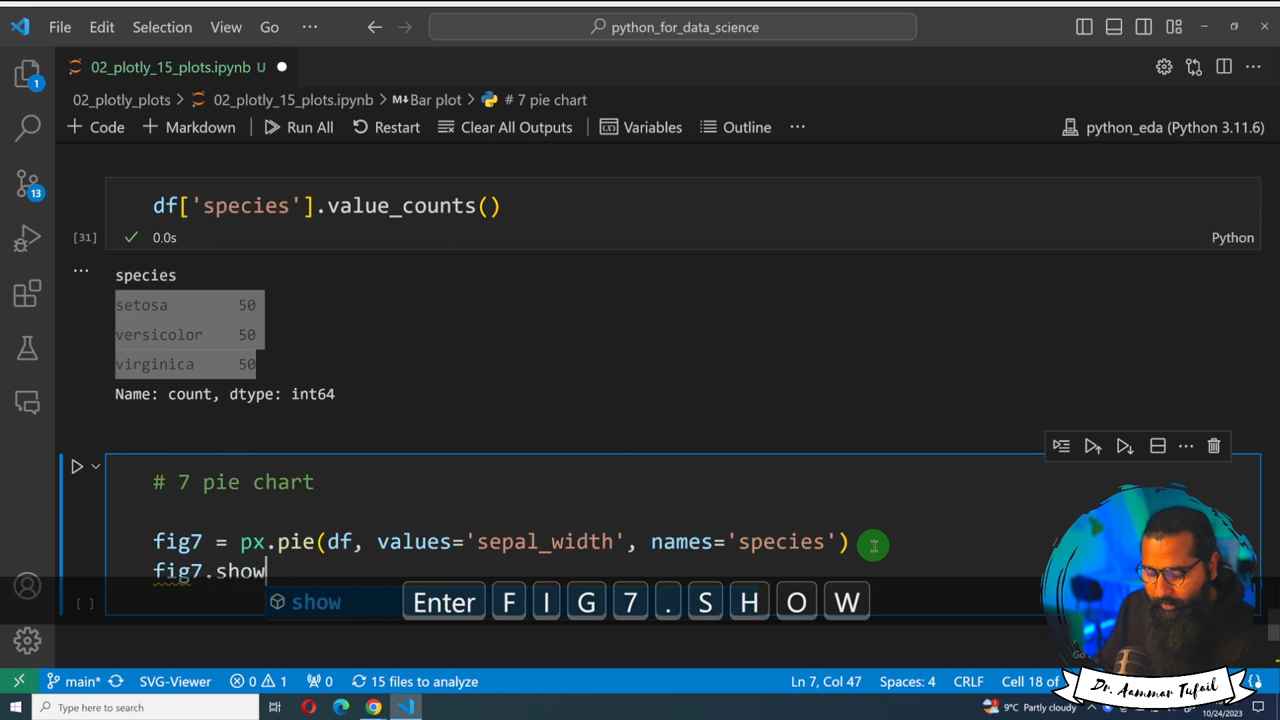 File Edit Selection View Go ··· python_for_data_science
02_plotly_15_plots.ipynb U
02_plotly_plots > 02_plotly_15_plots.ipynb > M↓Bar plot > # 7 pie chart
+ Code + Markdown Run All Restart Clear All Outputs Variables Outline ··· python_eda (Python 3.11.6)
df['species'].value_counts()
[31] 0.0s Python
species
setosa 50
versicolor 50
virginica 50
Name: count, dtype: int64
# 7 pie chart
fig7 = px.pie(df, values='sepal_width', names='species')
fig7.show
[ ] show Enter F I G 7 . S H O W
1
13
main* SVG-Viewer 0 1 0 15 files to analyze Ln 7, Col 47 Spaces: 4 CRLF Cell 18 of
Dr. Aammar Tufail
Type here to search 9°C Partly cloudy 10/24/2023